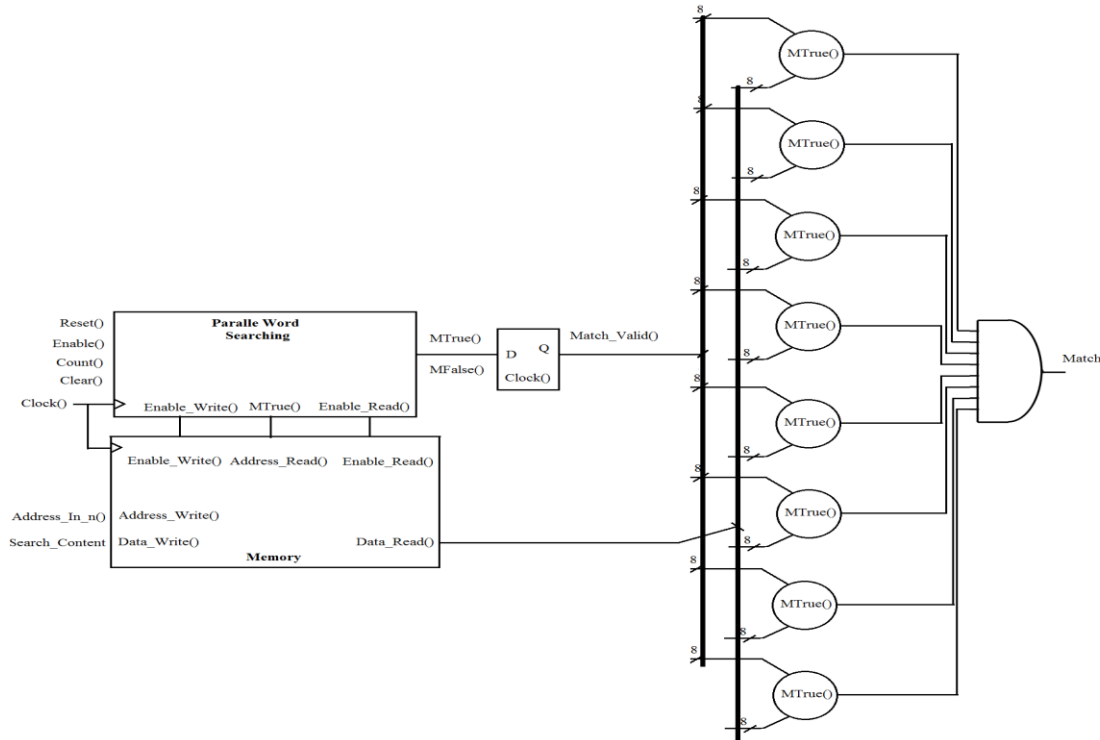 Reset()
Enable()
Count()
Clear()
Clock()
Paralle Word
Searching
Enable_Write() MTrue() Enable_Read()
Enable_Write() Address_Read() Enable_Read()
Address_In_n() Address_Write()
Search_Content Data_Write() Data_Read()
Memory
MTrue()
MFalse()
D Q
Clock()
Match_Valid()
8
MTrue()
8
8
MTrue()
8
8
MTrue()
8
8
MTrue()
8
8
MTrue()
8
8
MTrue()
8
8
MTrue()
8
8
MTrue()
8
Match